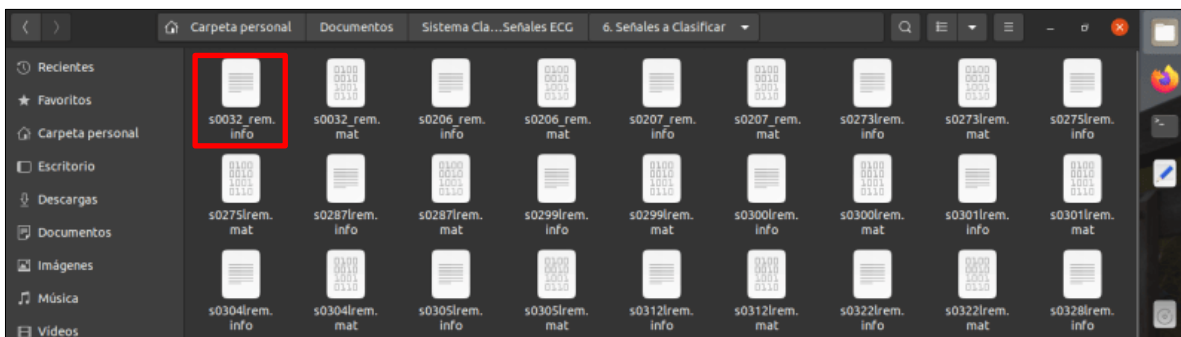 Carpeta personal Documentos Sistema Cla...Señales ECG 6. Señales a Clasificar
Recientes
Favoritos
Carpeta personal
Escritorio
Descargas
Documentos
Imágenes
Música
Vídeos
s0032_rem.
info
s0032_rem.
mat
s0206_rem.
info
s0206_rem.
mat
s0207_rem.
info
s0207_rem.
mat
s0273lrem.
info
s0273lrem.
mat
s0275lrem.
info
s0275lrem.
mat
s0287lrem.
info
s0287lrem.
mat
s0299lrem.
info
s0299lrem.
mat
s0300lrem.
info
s0300lrem.
mat
s0301lrem.
info
s0301lrem.
mat
s0304lrem.
info
s0304lrem.
mat
s0305lrem.
info
s0305lrem.
mat
s0312lrem.
info
s0312lrem.
mat
s0322lrem.
info
s0322lrem.
mat
s0328lrem.
info